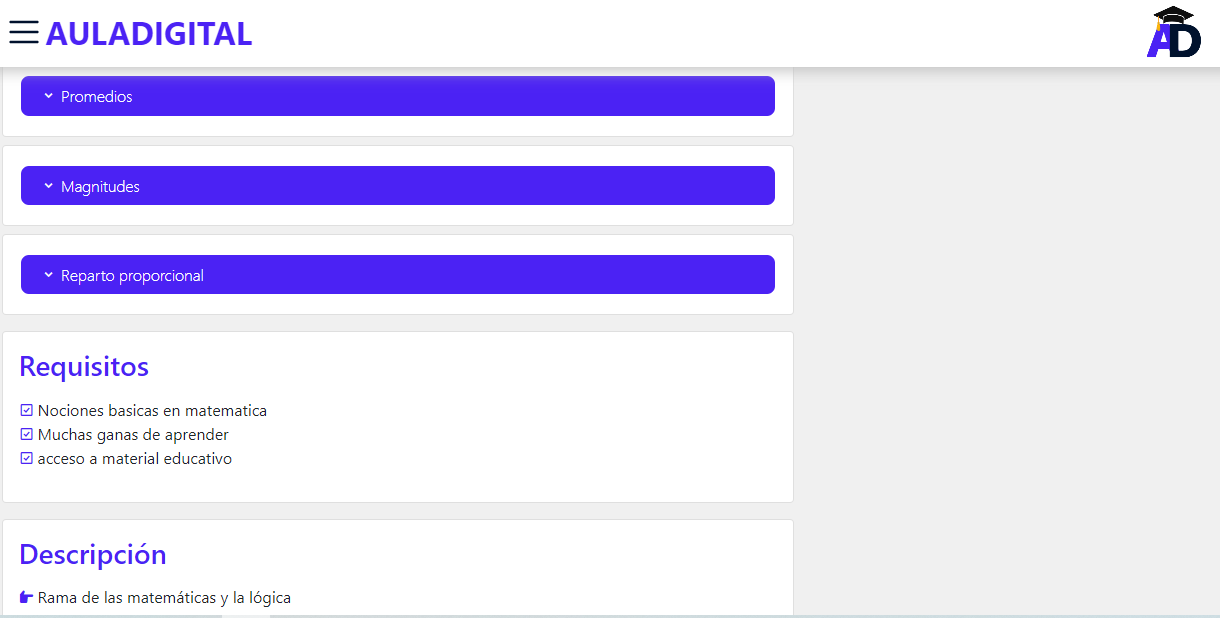 AULADIGITAL
AD
Promedios
Magnitudes
Reparto proporcional
Requisitos
Nociones basicas en matematica
Muchas ganas de aprender
acceso a material educativo
Descripción
Rama de las matemáticas y la lógica